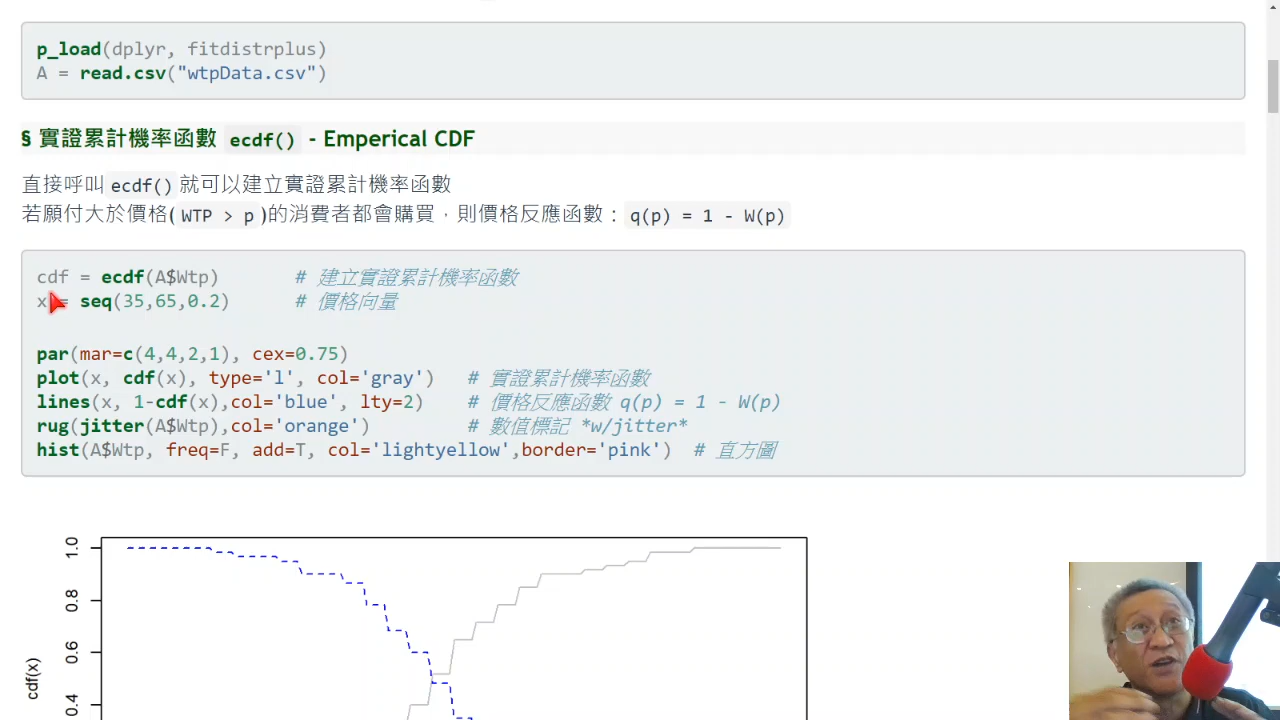 p_load(dplyr, fitdistrplus)
A = read.csv("wtpData.csv")
§ 實證累計機率函數 ecdf() - Emperical CDF
直接呼叫 ecdf() 就可以建立實證累計機率函數
若願付大於價格( WTP > p )的消費者都會購買，則價格反應函數： q(p) = 1 - W(p)
cdf = ecdf(A$Wtp) # 建立實證累計機率函數
x = seq(35,65,0.2) # 價格向量
par(mar=c(4,4,2,1), cex=0.75)
plot(x, cdf(x), type='l', col='gray') # 實證累計機率函數
lines(x, 1-cdf(x),col='blue', lty=2) # 價格反應函數 q(p) = 1 - W(p)
rug(jitter(A$Wtp),col='orange') # 數值標記 *w/jitter*
hist(A$Wtp, freq=F, add=T, col='lightyellow',border='pink') # 直方圖
1.0
0.8
0.6
0.4
cdf(x)